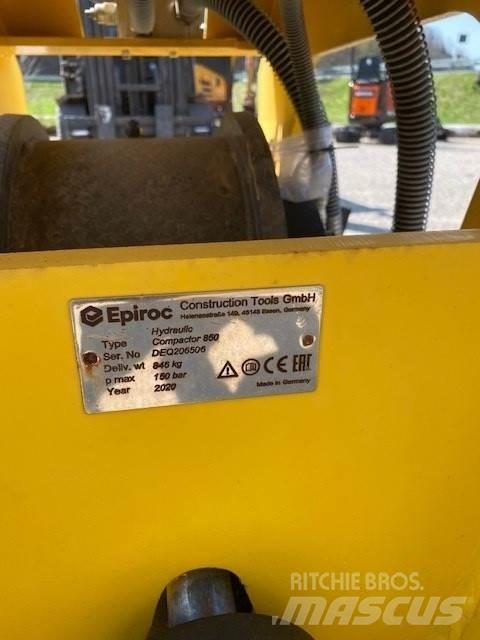 Epiroc Construction Tools GmbH
Helenenstraße 149, 45143 Essen, Germany
Hydraulic
Type Compactor 850
Ser. No DEQ206506
Deliv. wt 846 kg
p max 150 bar
Year 2020
CE EAC
Made in Germany
RITCHIE BROS.
MASCUS